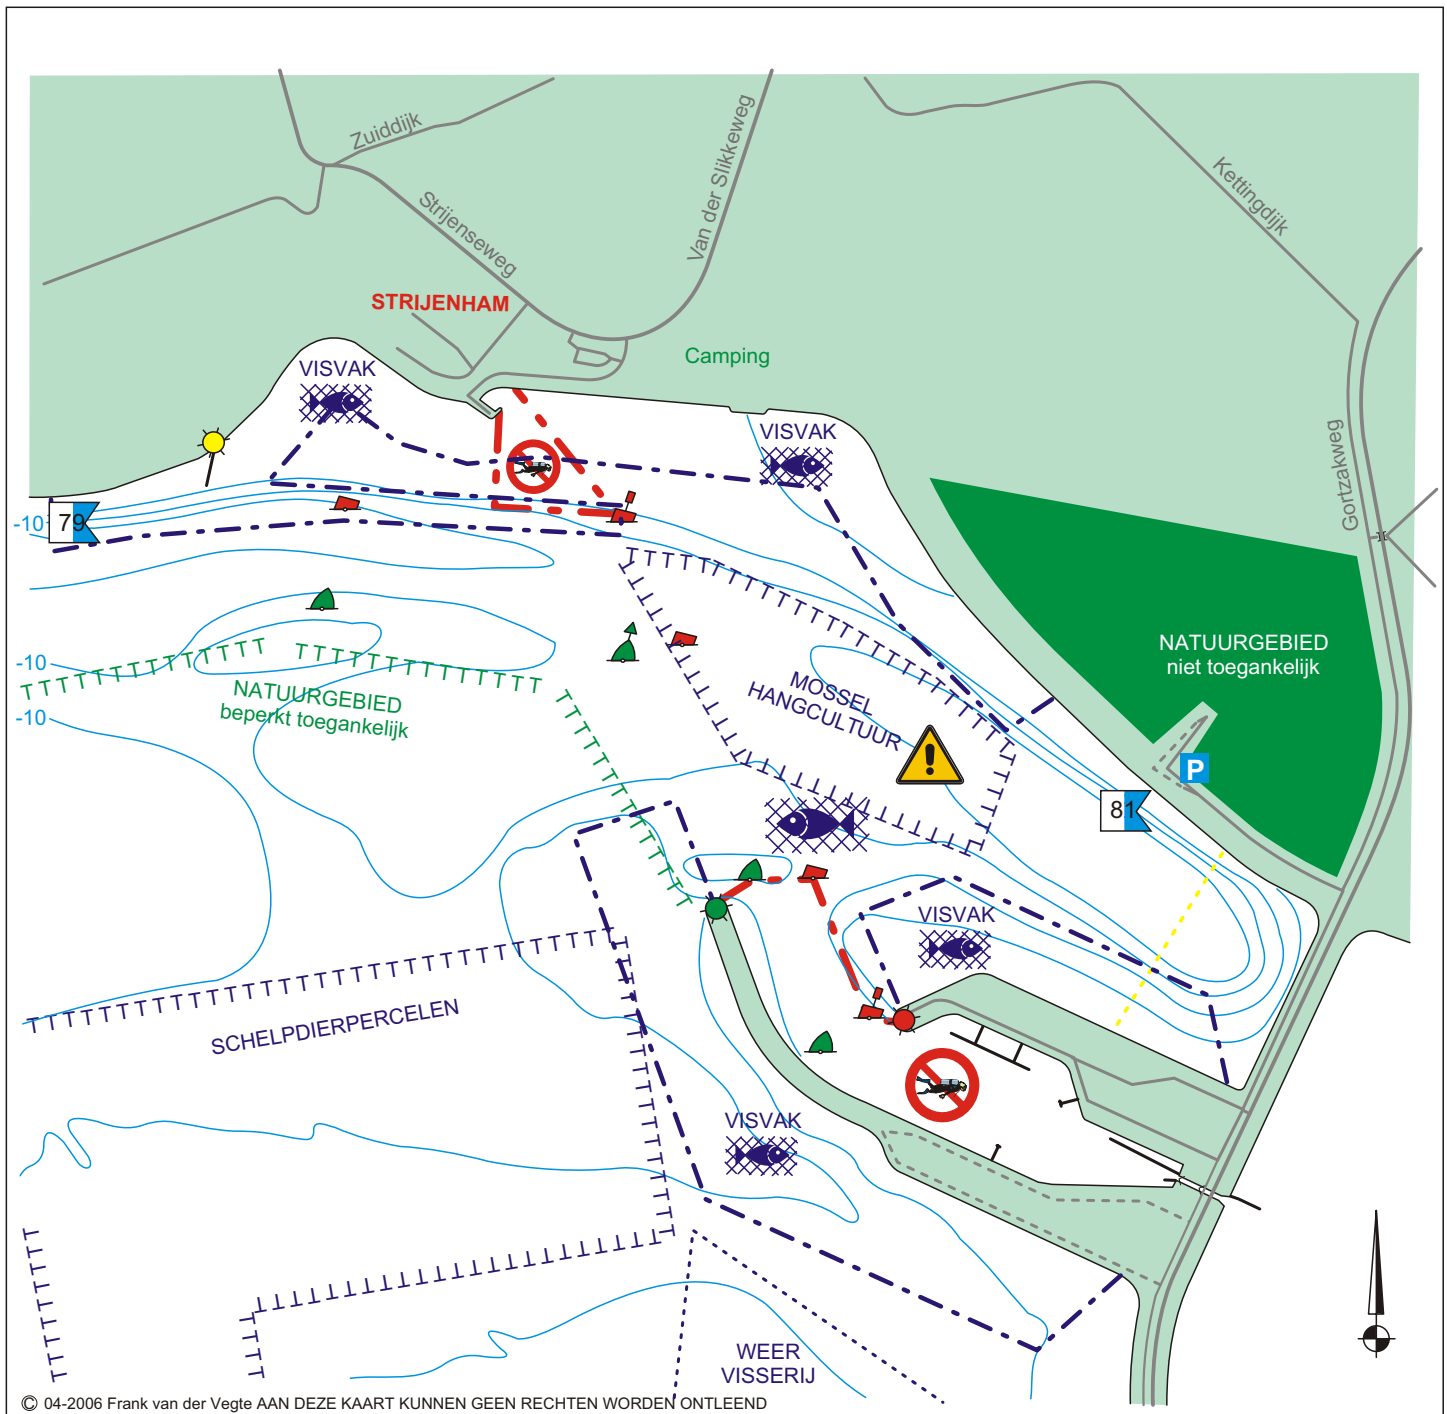 Zuiddijk
Van der Slikkeweg
Strijenseweg
Kettingdijk
STRIJENHAM
Camping
VISVAK
VISVAK
Gortzakweg
-10
79
NATUURGEBIED
niet toegankelijk
-10
NATUURGEBIED
beperkt toegankelijk
-10
MOSSEL
HANGCULTUUR
!
P
81
VISVAK
SCHELPDIERPERCELEN
VISVAK
WEER
VISSERIJ
© 04-2006 Frank van der Vegte AAN DEZE KAART KUNNEN GEEN RECHTEN WORDEN ONTLEEND